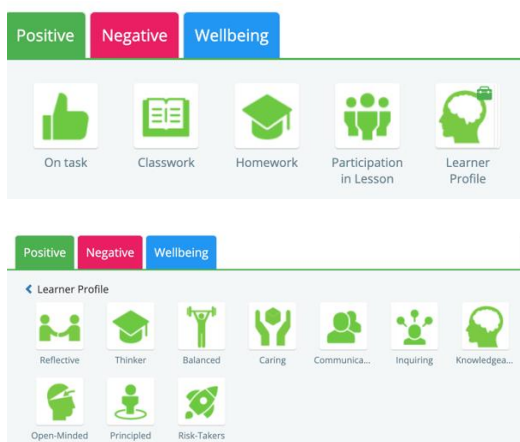 Positive Negative Wellbeing
On task Classwork Homework Participation in Lesson Learner Profile
Positive Negative Wellbeing
Learner Profile
Reflective Thinker Balanced Caring Communica... Inquiring Knowledgea...
Open-Minded Principled Risk-Takers